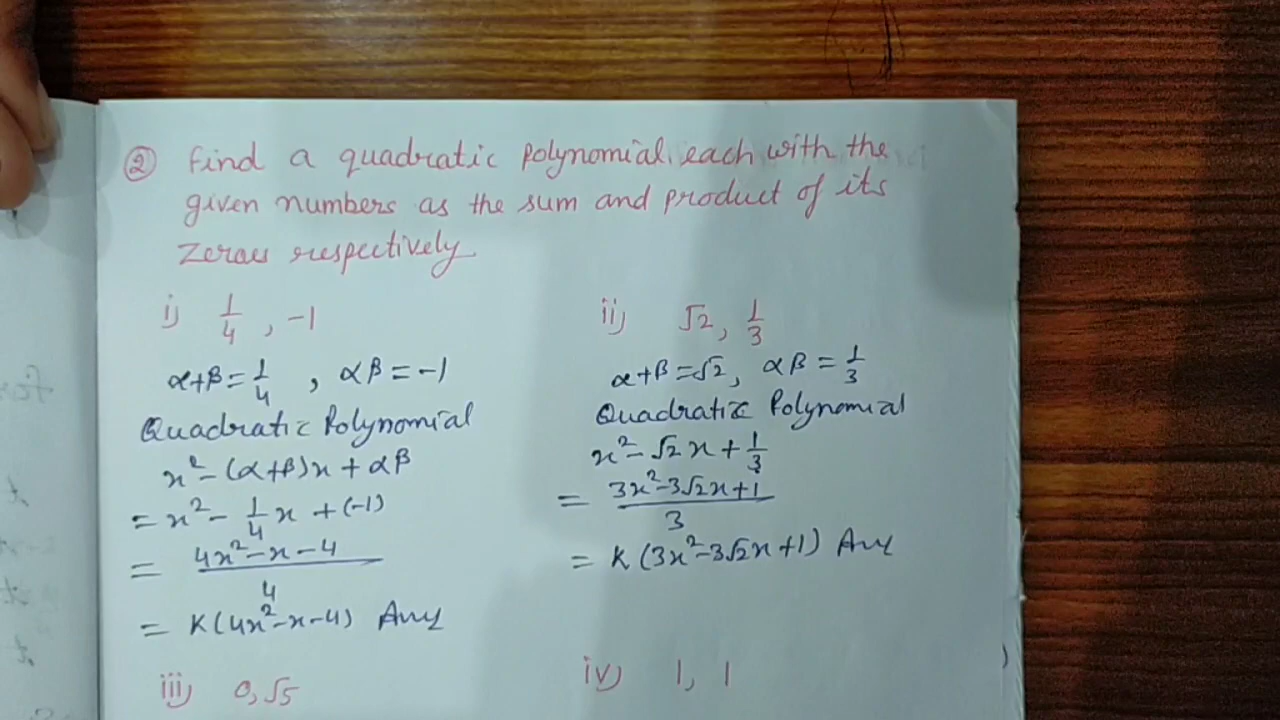 ② find a quadratic polynomial each with the
given numbers as the sum and product of its
zeroes respectively
i) 1/4, -1
α+β = 1/4, αβ = -1
Quadratic Polynomial
x² - (α+β)x + αβ
= x² - 1/4 x + (-1)
= (4x² - x - 4)/4
= K(4x² - x - 4) Ans
ii) √2, 1/3
α+β = √2, αβ = 1/3
Quadratic Polynomial
x² - √2x + 1/3
= (3x² - 3√2x + 1)/3
= K(3x² - 3√2x + 1) Ans
iii) 0, √5
iv) 1, 1